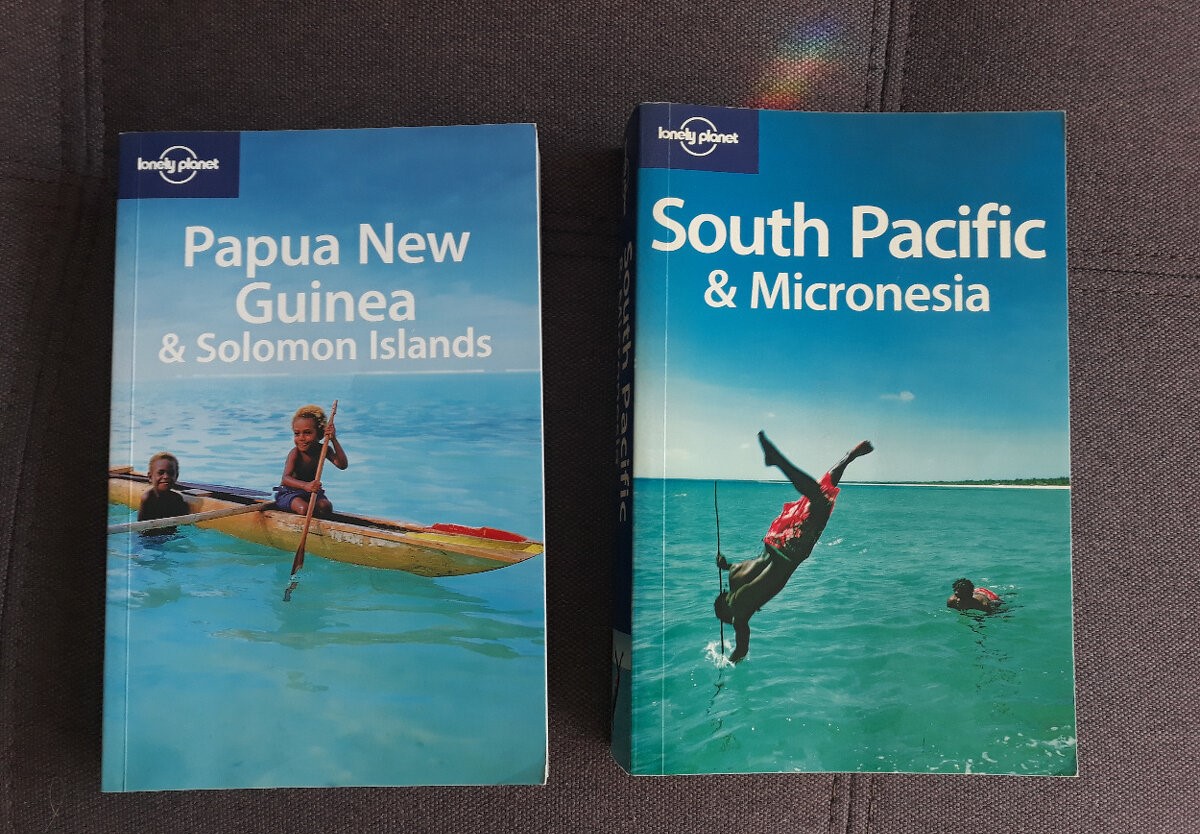 lonely planet
Papua New
Guinea
& Solomon Islands
lonely planet
South Pacific
& Micronesia
South Pacific